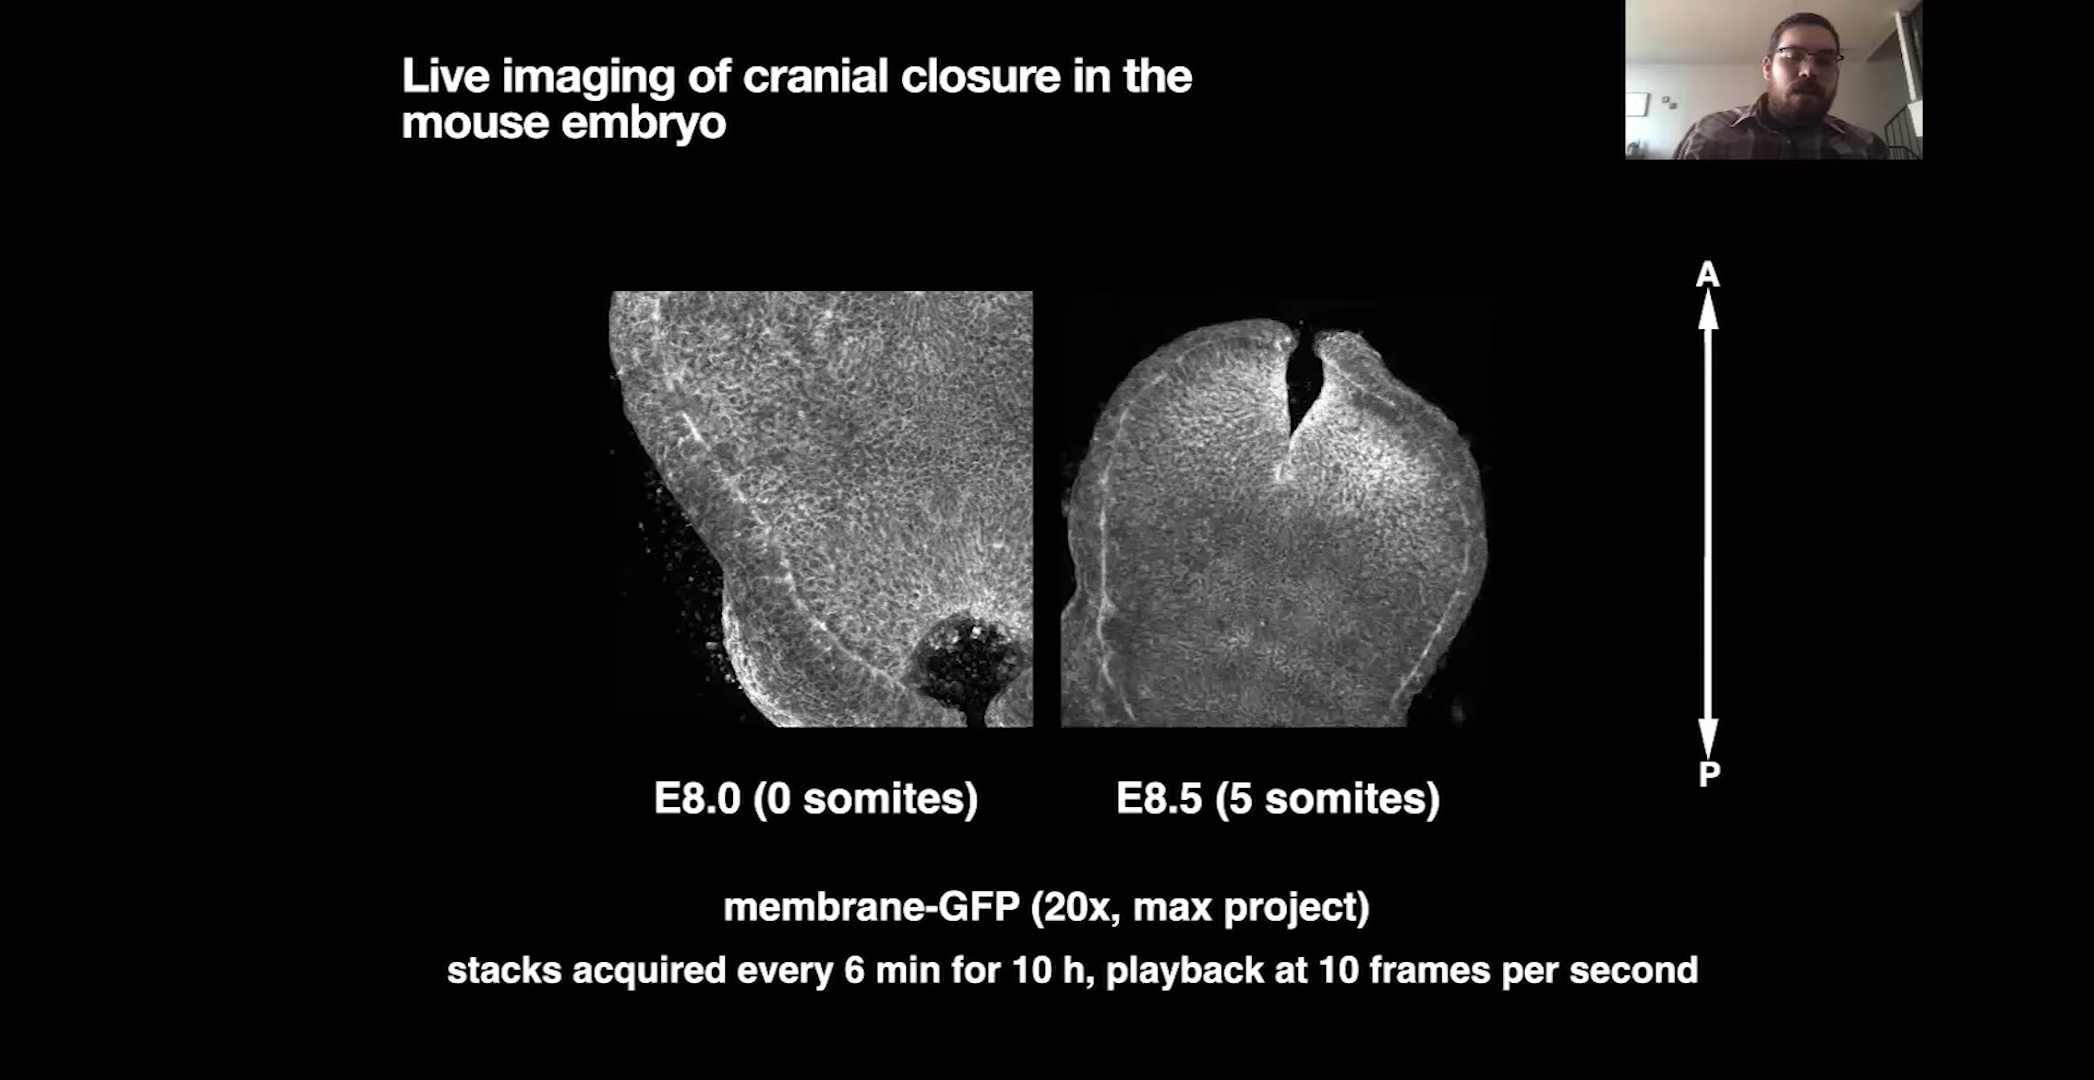 Live imaging of cranial closure in the
mouse embryo
A
P
E8.0 (0 somites)
E8.5 (5 somites)
membrane-GFP (20x, max project)
stacks acquired every 6 min for 10 h, playback at 10 frames per second